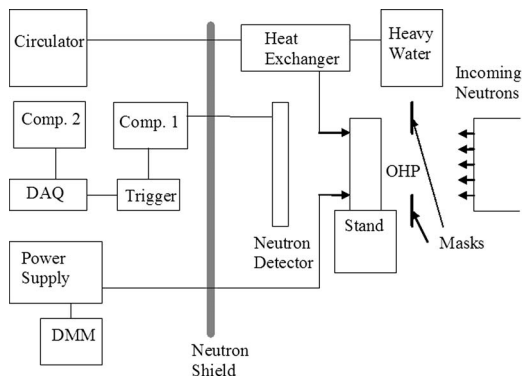 Circulator
Heat
Exchanger
Heavy
Water
Incoming
Neutrons
Comp. 2
Comp. 1
DAQ
Trigger
OHP
Stand
Neutron
Detector
Masks
Power
Supply
DMM
Neutron
Shield